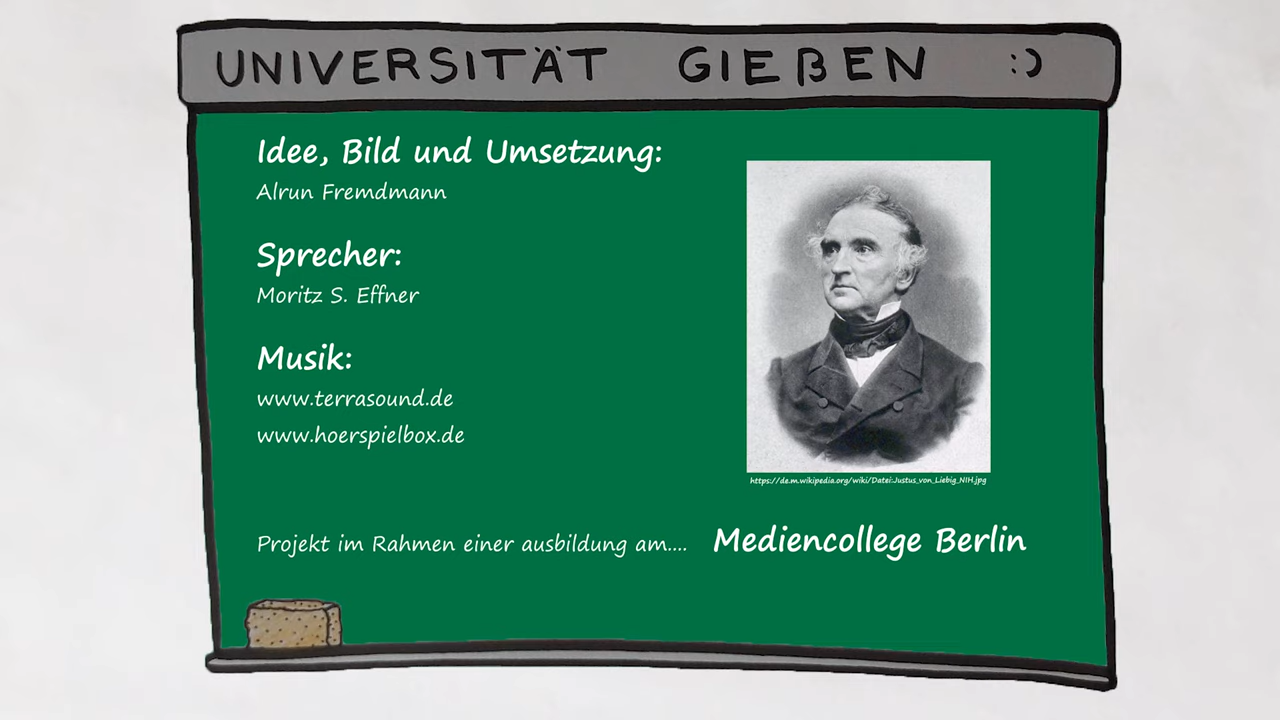 UNIVERSITÄT GIEßEN :)
Idee, Bild und Umsetzung:
Alrun Fremdmann
Sprecher:
Moritz S. Effner
Musik:
www.terrasound.de
www.hoerspielbox.de
https://de.m.wikipedia.org/wiki/Datei:Justus_von_Liebig_NIH.jpg
Projekt im Rahmen einer ausbildung am.... Mediencollege Berlin